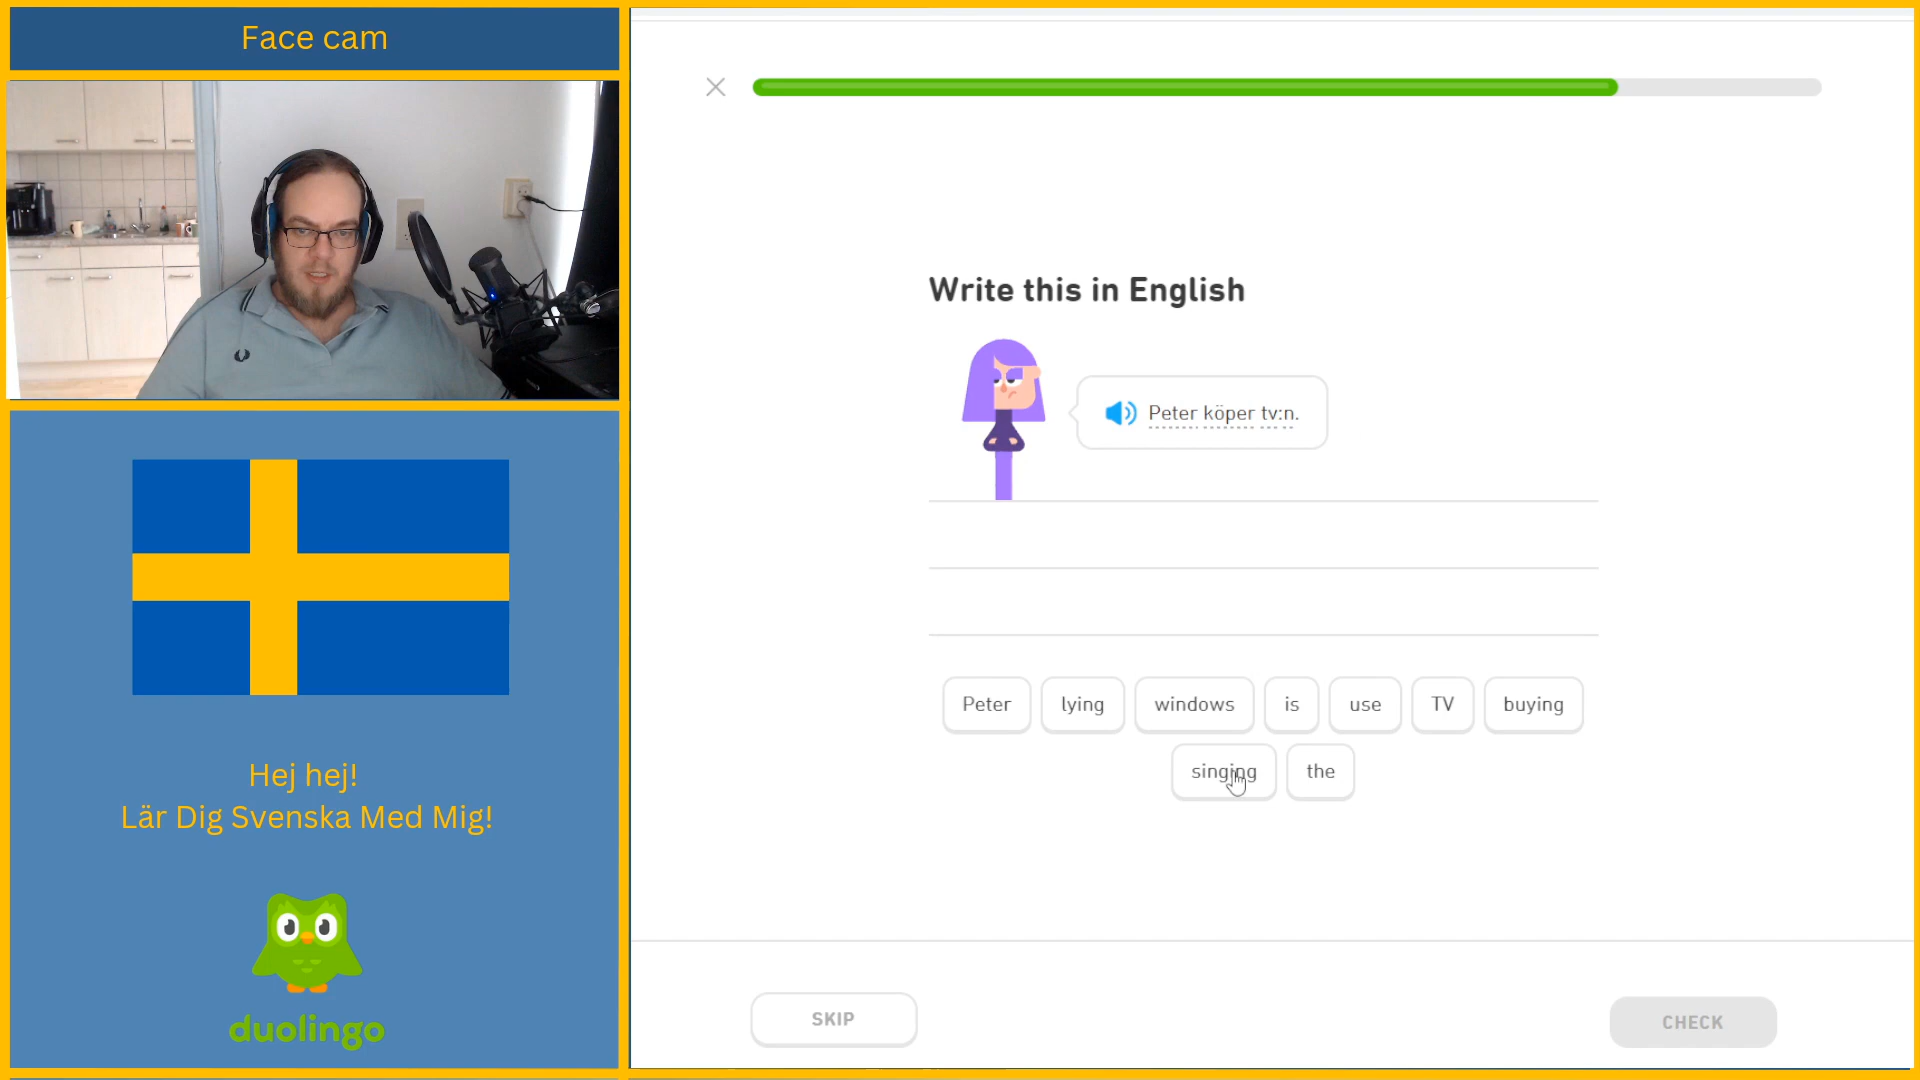 Face cam
Hej hej!
Lär Dig Svenska Med Mig!
duolingo
Write this in English
Peter köper tv:n.
Peter lying windows is use TV buying
singing the
SKIP
CHECK